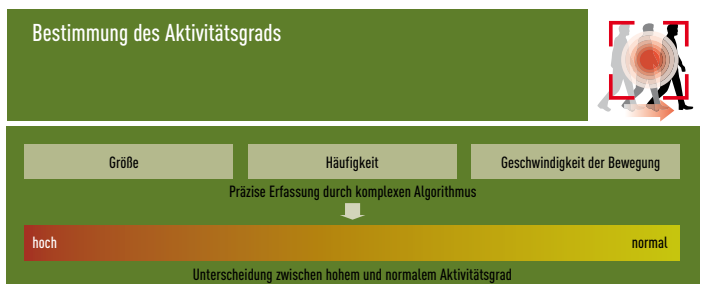 Bestimmung des Aktivitätsgrads
Größe
Häufigkeit
Geschwindigkeit der Bewegung
Präzise Erfassung durch komplexen Algorithmus
hoch
normal
Unterscheidung zwischen hohem und normalem Aktivitätsgrad